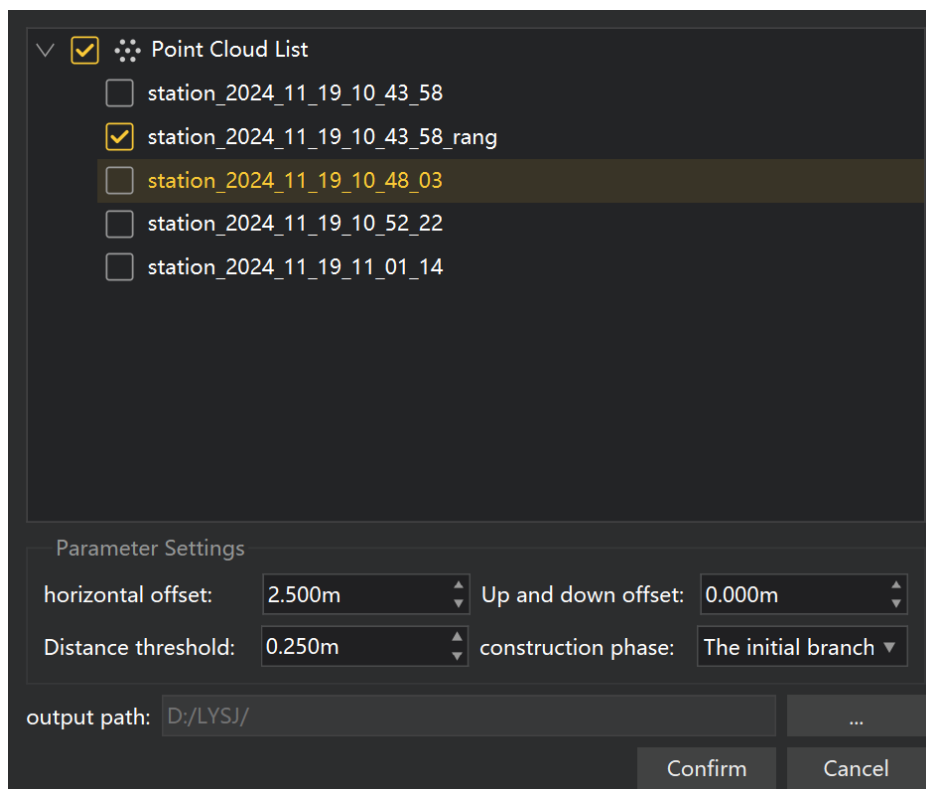 Point Cloud List
station_2024_11_19_10_43_58
station_2024_11_19_10_43_58_rang
station_2024_11_19_10_48_03
station_2024_11_19_10_52_22
station_2024_11_19_11_01_14
Parameter Settings
horizontal offset: 2.500m Up and down offset: 0.000m
Distance threshold: 0.250m construction phase: The initial branch
output path: D:/LYSJ/ ...
Confirm Cancel